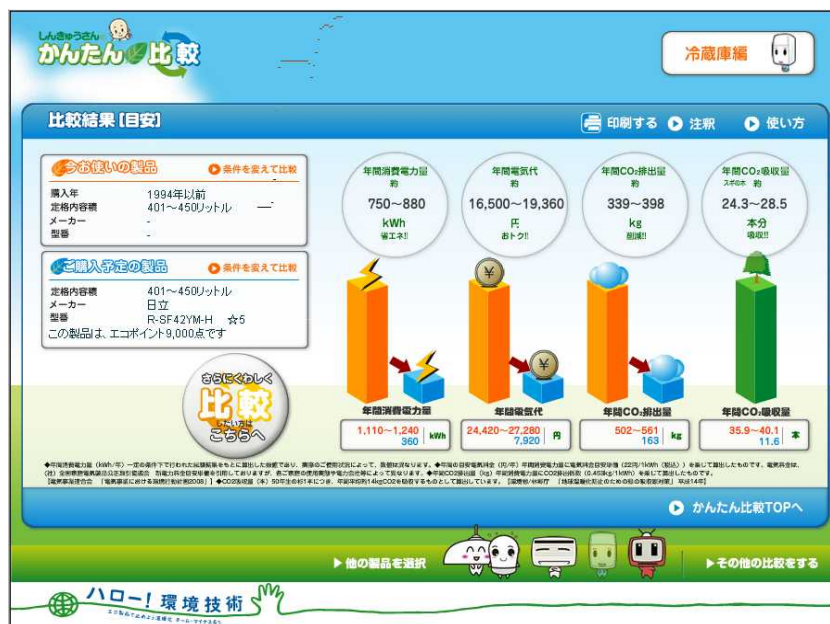 しんきゅうさん
かんたん比較
冷蔵庫編
比較結果【目安】
印刷する
注釈
使い方
今お使いの製品
条件を変えて比較
購入年 1994年以前
定格内容積 401〜450リットル
メーカー -
型番 -
ご購入予定の製品
条件を変えて比較
定格内容積 401〜450リットル
メーカー 日立
型番 R-SF42YM-H ☆5
この製品は、エコポイント9,000点です
さらにくわしく
比較
したい方は
こちらへ
年間消費電力量
約
750〜880
kWh
省エネ!!
年間電気代
約
16,500〜19,360
円
おトク!!
年間CO₂排出量
約
339〜398
kg
削減!!
年間CO₂吸収量
スギの木 約
24.3〜28.5
本分
吸収!!
年間消費電力量
1,110〜1,240
360
kWh
年間電気代
24,420〜27,280
7,920
円
年間CO₂排出量
502〜561
163
kg
年間CO₂吸収量
35.9〜40.1
11.6
本
かんたん比較TOPへ
▶他の製品を選択
▶その他の比較をする
ハロー!環境技術